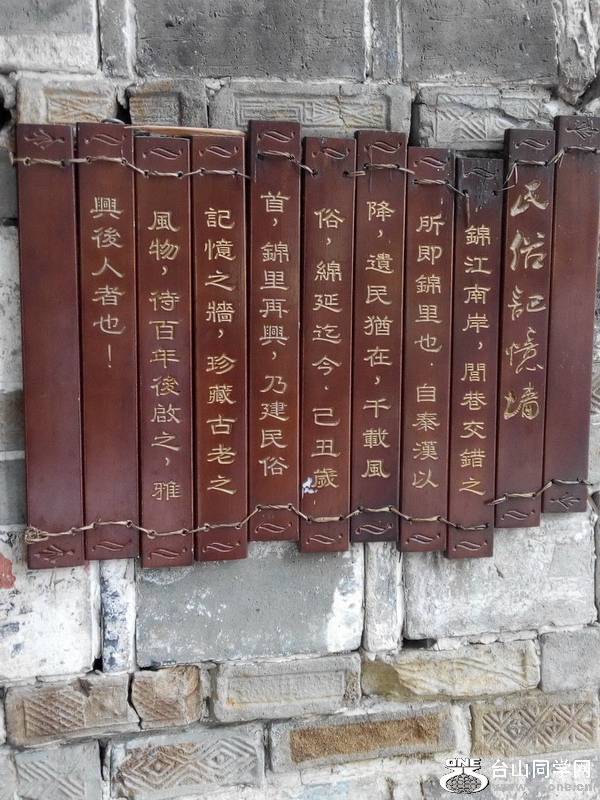 民俗記憶墻
錦江南岸，閭巷交錯之
所即錦里也．自秦漢以
降，遺民猶在，千載風
俗，綿延迄今．己丑歲
首，錦里再興，乃建民俗
記憶之牆，珍藏古老之
風物，待百年後啟之，雅
興後人者也！
ONE
台山同学网